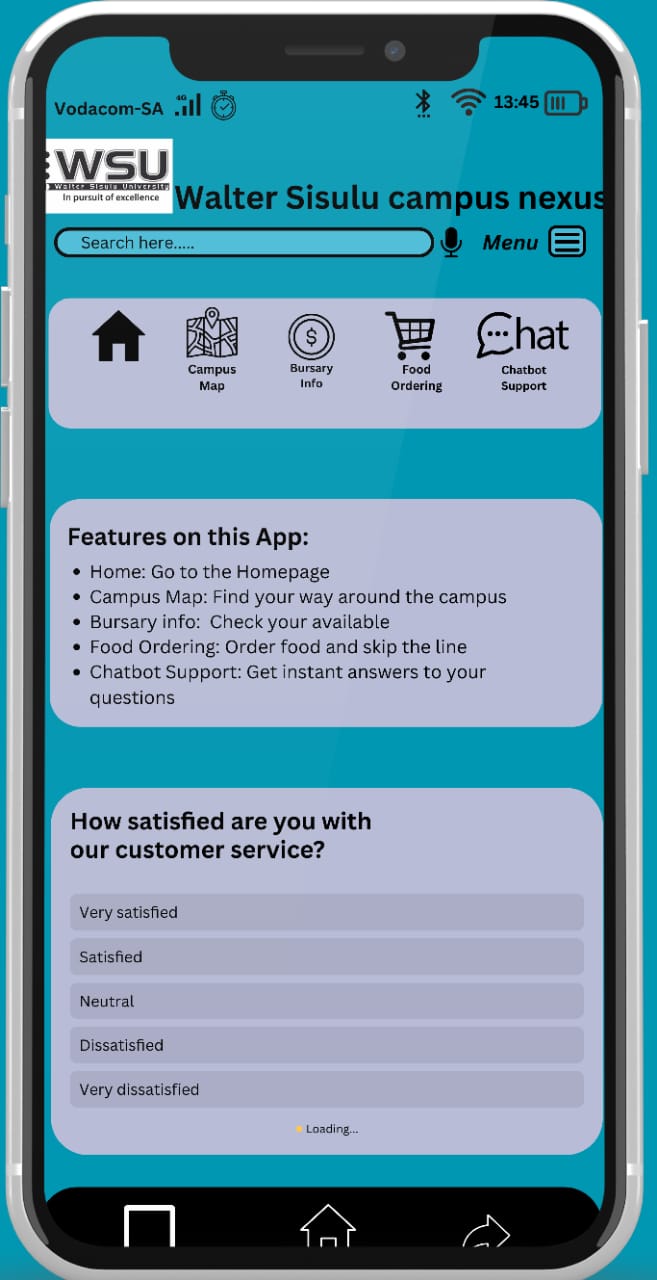 Vodacom-SA 4G 13:45
WSU
Walter Sisulu University
In pursuit of excellence
Walter Sisulu campus nexus
Search here.....
Menu
Campus
Map
$
Bursary
Info
Food
Ordering
Chat
Chatbot
Support
Features on this App:
• Home: Go to the Homepage
• Campus Map: Find your way around the campus
• Bursary info:  Check your available
• Food Ordering: Order food and skip the line
• Chatbot Support: Get instant answers to your
questions
How satisfied are you with
our customer service?
Very satisfied
Satisfied
Neutral
Dissatisfied
Very dissatisfied
Loading...